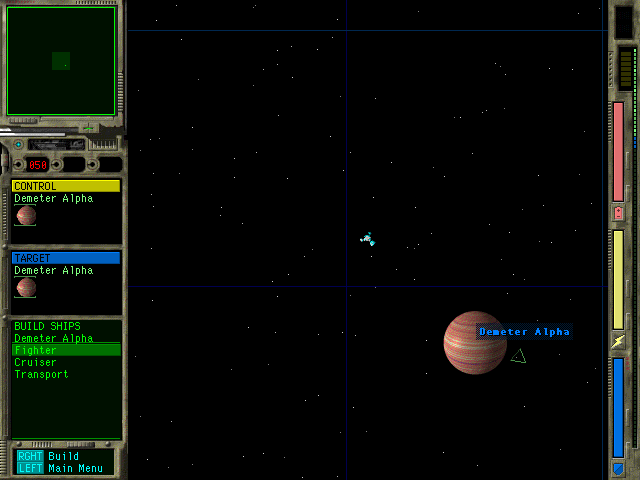 050
CONTROL
Demeter Alpha
TARGET
Demeter Alpha
BUILD SHIPS
Demeter Alpha
Fighter
Cruiser
Transport
RGHT Build
LEFT Main Menu
Demeter Alpha